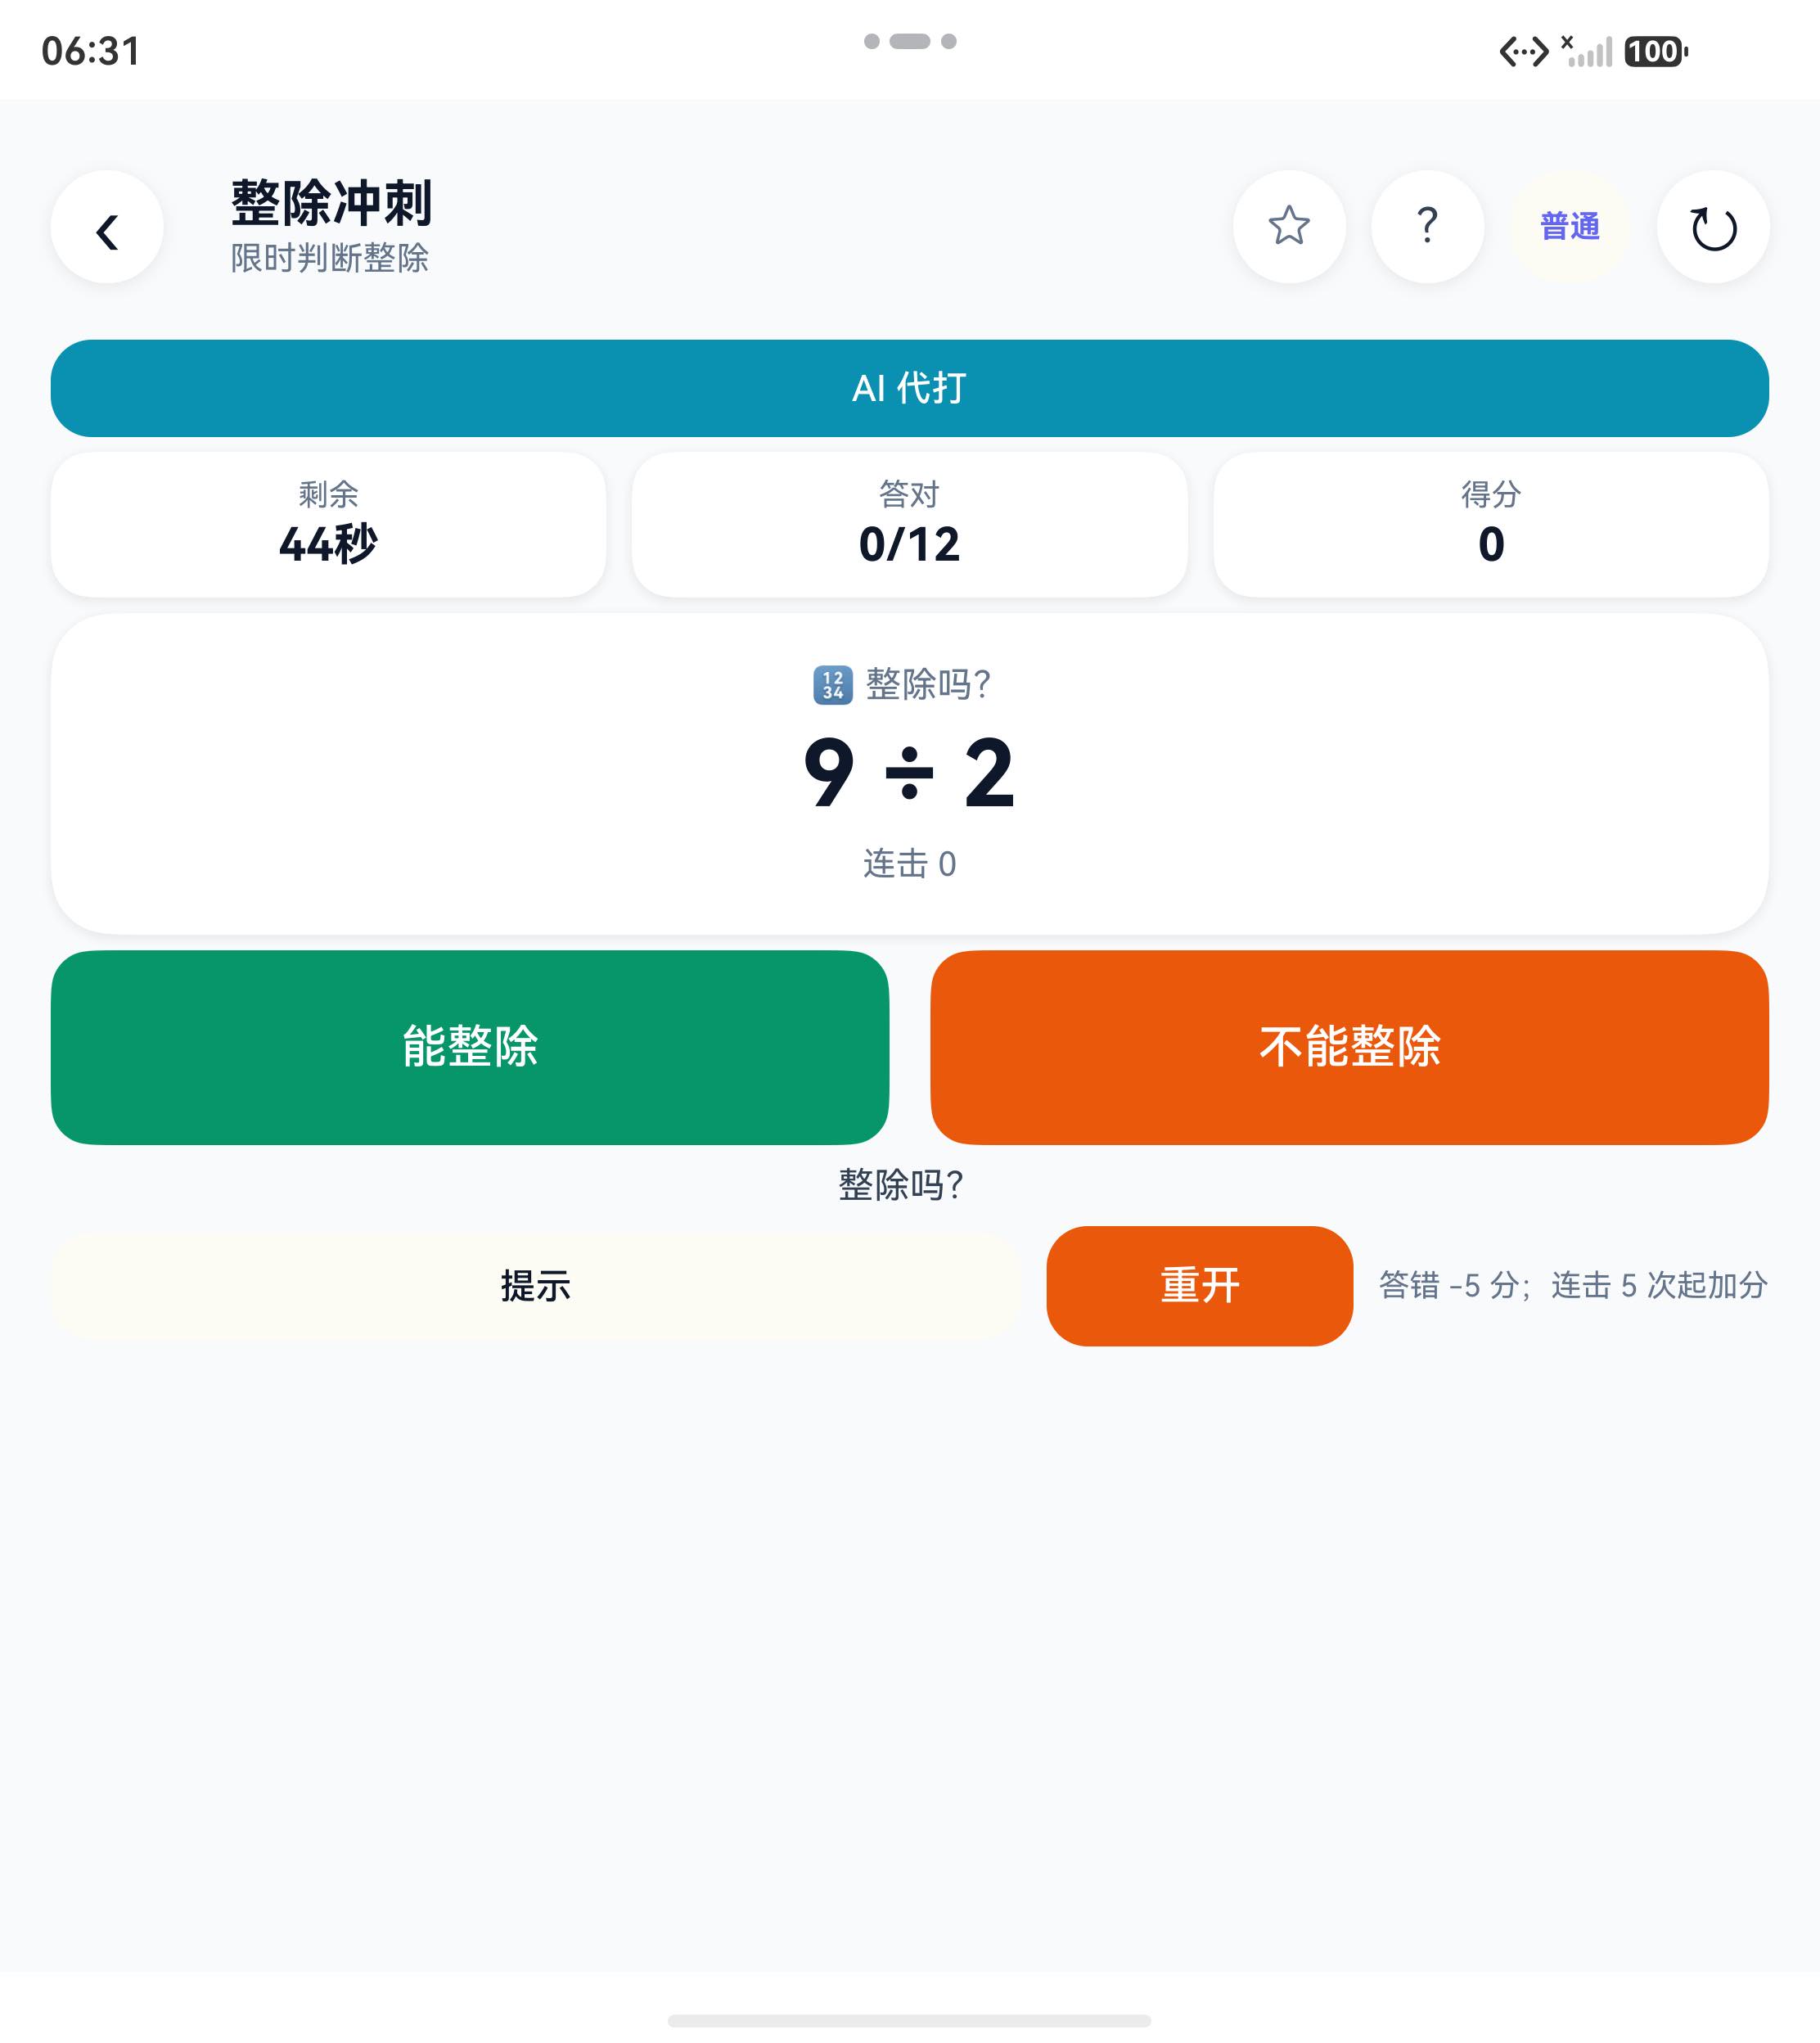 06:31
100
整除冲刺
限时判断整除
?
普通
AI 代打
剩余
44秒
答对
0/12
得分
0
1234 整除吗?
9 ÷ 2
连击 0
能整除
不能整除
整除吗?
提示
重开
答错 -5 分；连击 5 次起加分